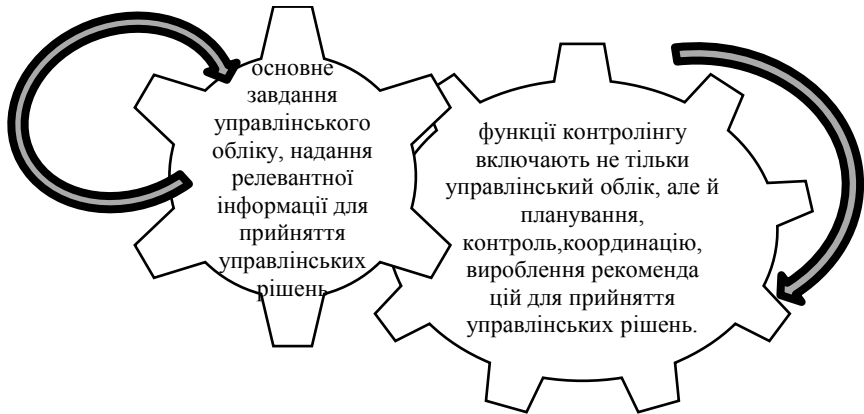 основне
завдання
управлінського
обліку, надання
релевантної
інформації для
прийняття
управлінських
рішень
функції контролінгу
включають не тільки
управлінський облік, але й
планування,
контроль,координацію,
вироблення рекоменда
цій для прийняття
управлінських рішень.